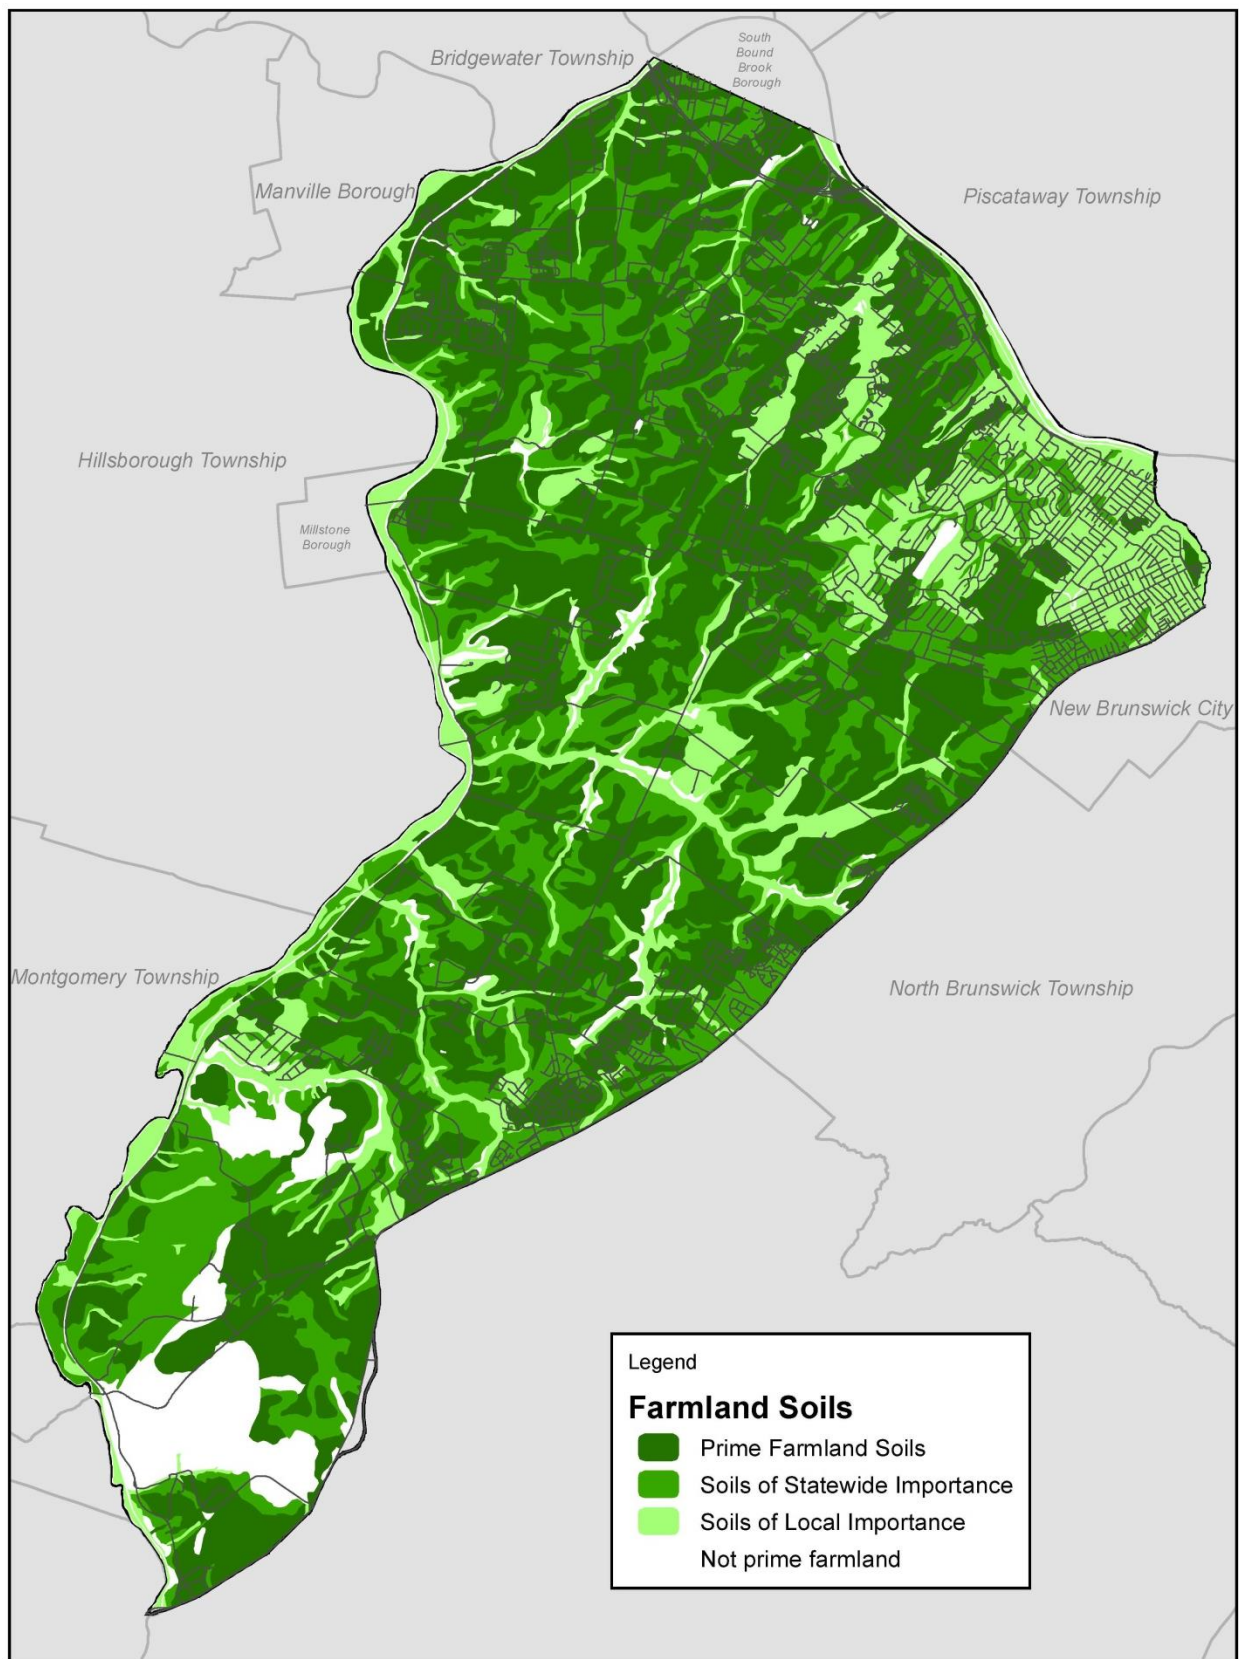 South
Bound
Brook
Borough
Bridgewater Township
Manville Borough
Piscataway Township
Hillsborough Township
Millstone
Borough
New Brunswick City
Montgomery Township
North Brunswick Township
Legend
Farmland Soils
Prime Farmland Soils
Soils of Statewide Importance
Soils of Local Importance
Not prime farmland